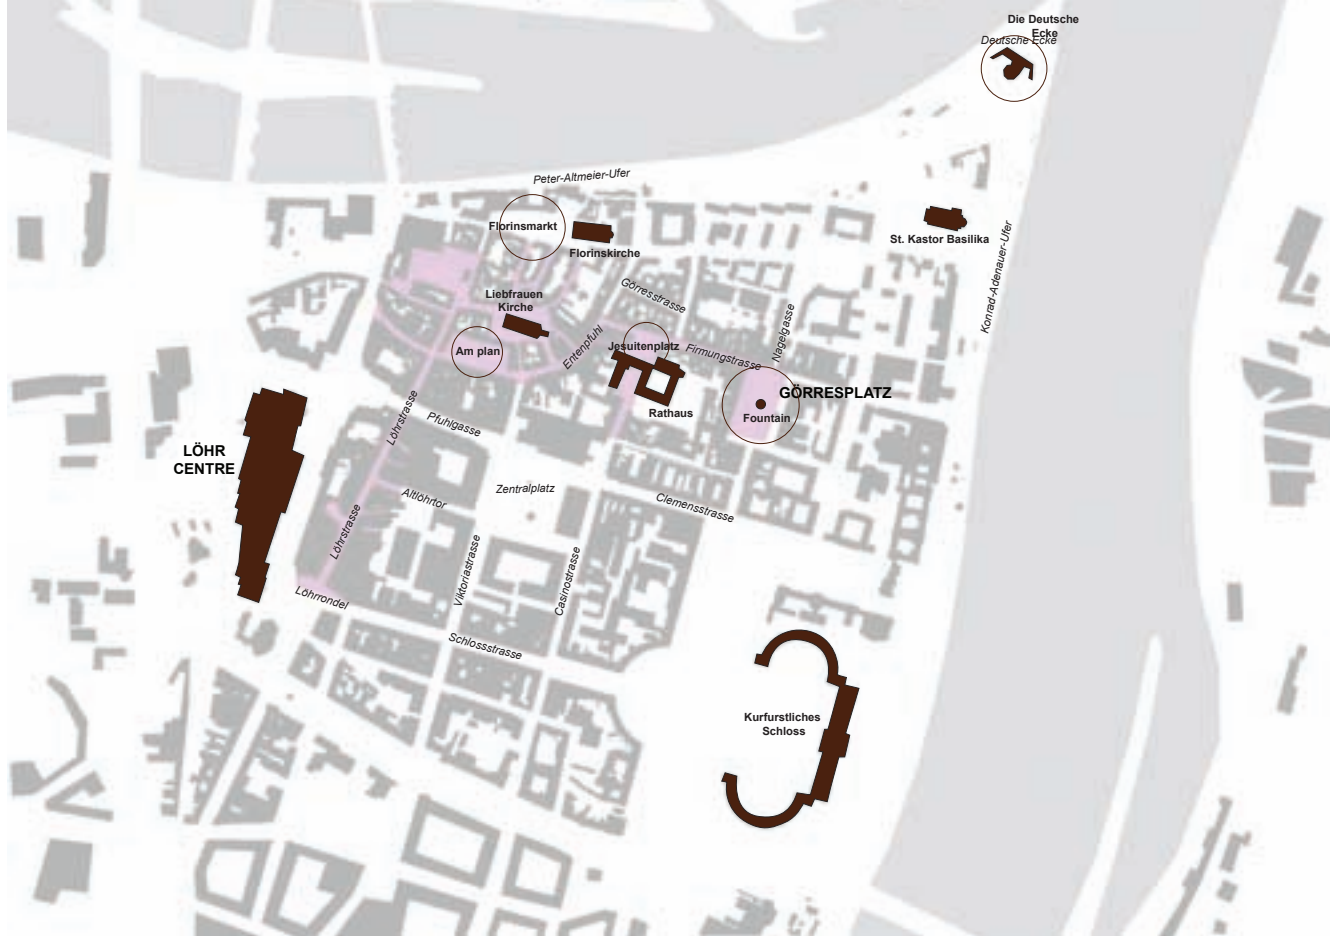 Die Deutsche
Ecke
Deutsche Ecke
Peter-Altmeier-Ufer
Florinsmarkt
Florinskirche
St. Kastor Basilika
Konrad-Adenauer-Ufer
Görresstrasse
Liebfrauen
Kirche
Entenpfuhl
Nagelgasse
Am plan
Jesuitenplatz
Firmungstrasse
GÖRRESPLATZ
Rathaus
Fountain
Löhrstrasse
Pfuhlgasse
LÖHR
CENTRE
Zentralplatz
Altlöhrtor
Clemensstrasse
Löhrstrasse
Viktoriastrasse
Casinostrasse
Löhrrondel
Schlossstrasse
Kurfurstliches
Schloss